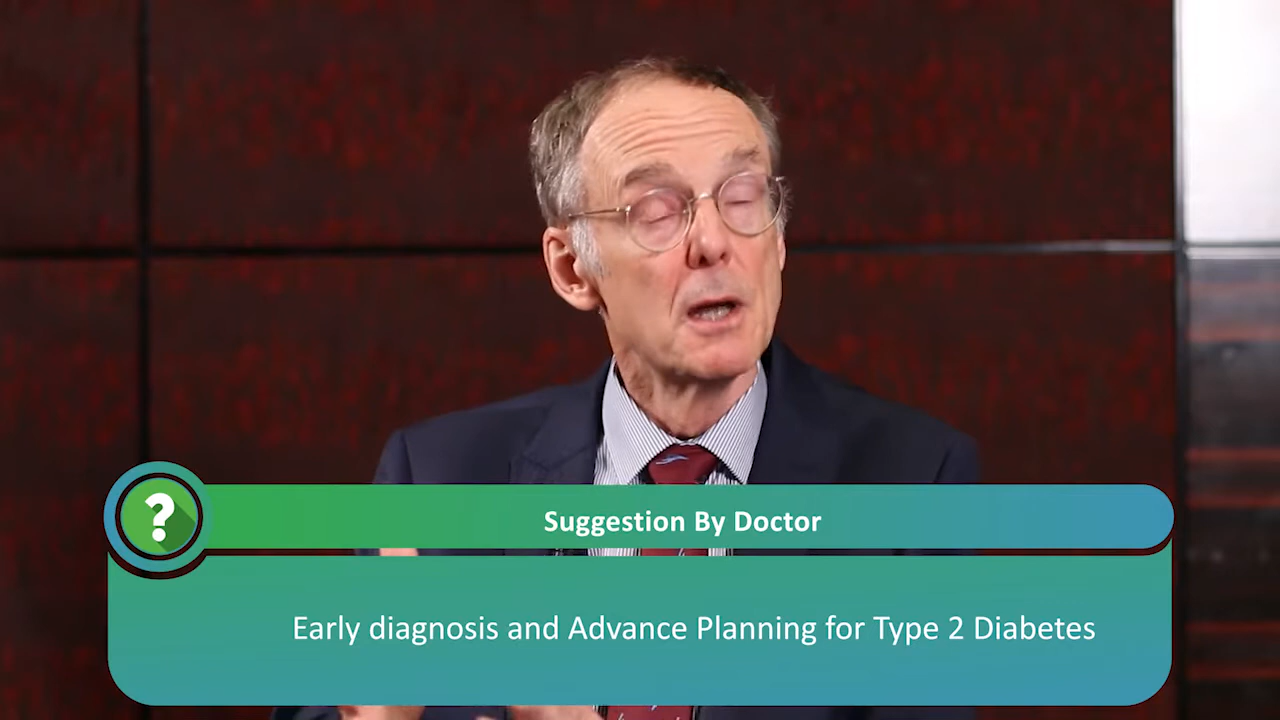 ?
Suggestion By Doctor
Early diagnosis and Advance Planning for Type 2 Diabetes